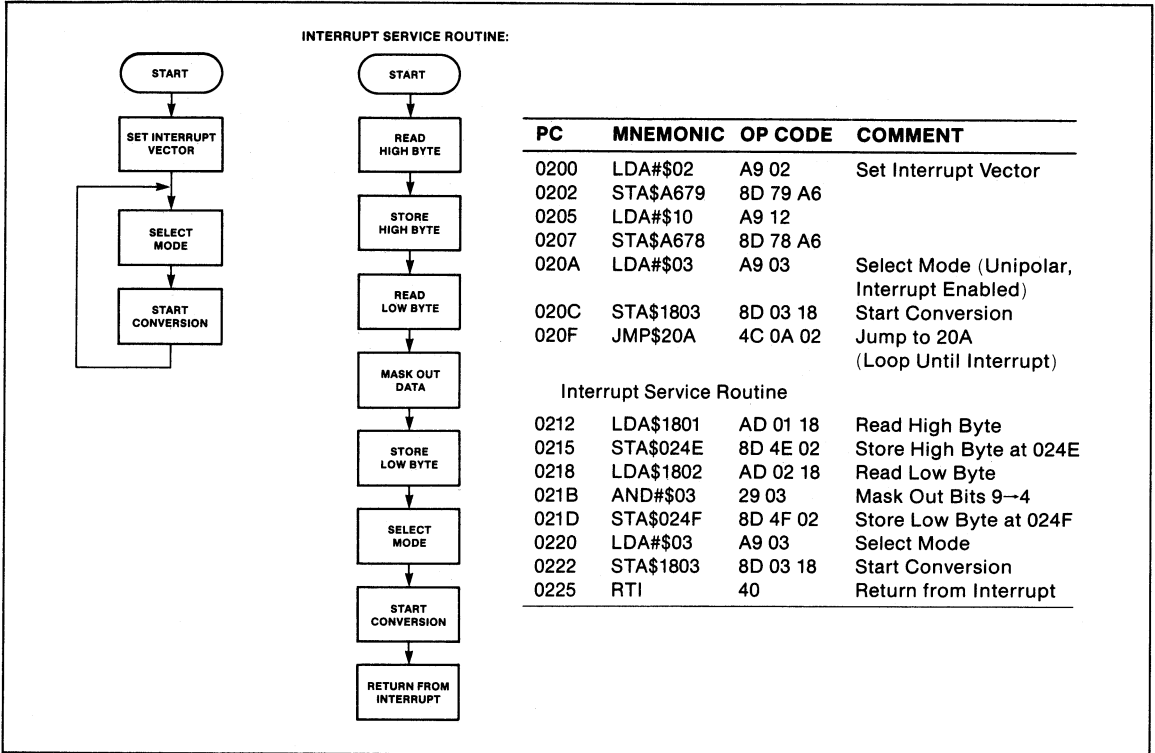 INTERRUPT SERVICE ROUTINE:
START
SET INTERRUPT
VECTOR
SELECT
MODE
START
CONVERSION
START
READ
HIGH BYTE
STORE
HIGH BYTE
READ
LOW BYTE
MASK OUT
DATA
STORE
LOW BYTE
SELECT
MODE
START
CONVERSION
RETURN FROM
INTERRUPT
PC MNEMONIC OP CODE COMMENT
0200 LDA#$02 A9 02 Set Interrupt Vector
0202 STA$A679 8D 79 A6
0205 LDA#$10 A9 12
0207 STA$A678 8D 78 A6
020A LDA#$03 A9 03 Select Mode (Unipolar,
Interrupt Enabled)
020C STA$1803 8D 03 18 Start Conversion
020F JMP$20A 4C 0A 02 Jump to 20A
(Loop Until Interrupt)
Interrupt Service Routine
0212 LDA$1801 AD 01 18 Read High Byte
0215 STA$024E 8D 4E 02 Store High Byte at 024E
0218 LDA$1802 AD 02 18 Read Low Byte
021B AND#$03 29 03 Mask Out Bits 9→4
021D STA$024F 8D 4F 02 Store Low Byte at 024F
0220 LDA#$03 A9 03 Select Mode
0222 STA$1803 8D 03 18 Start Conversion
0225 RTI 40 Return from Interrupt